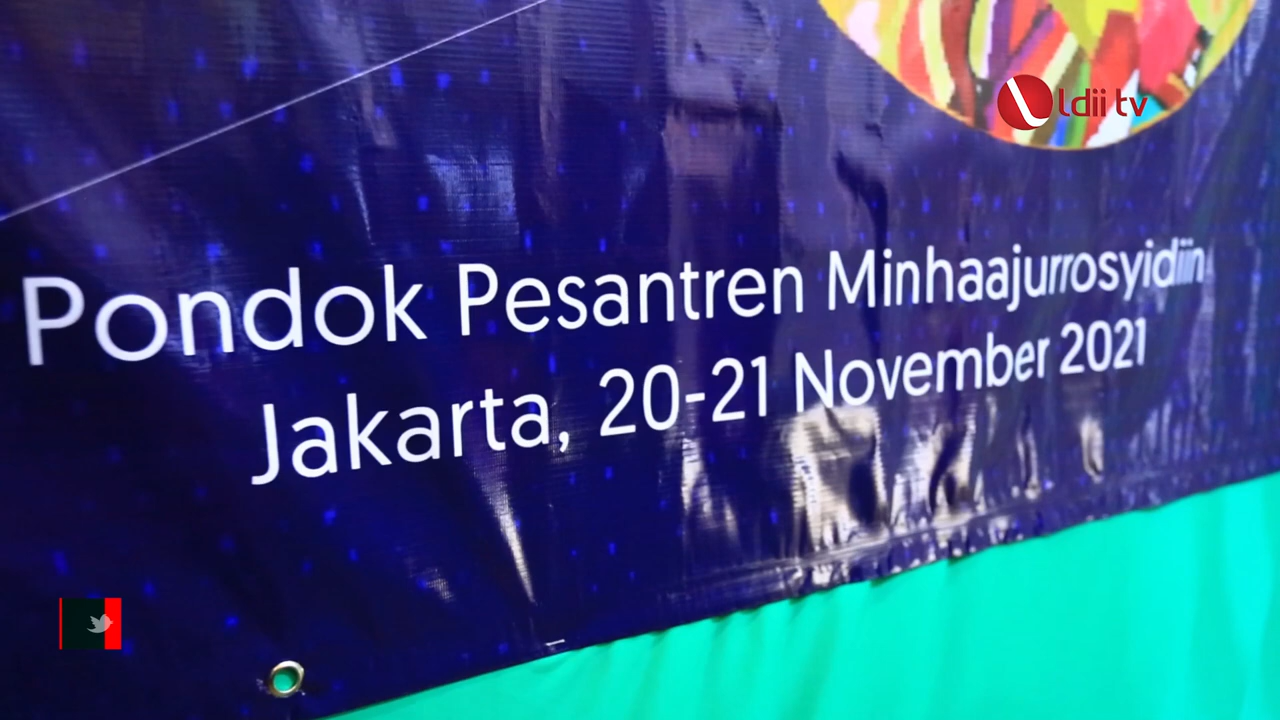 ldii tv
Pondok Pesantren Minhaajurrosyidiin
Jakarta, 20-21 November 2021